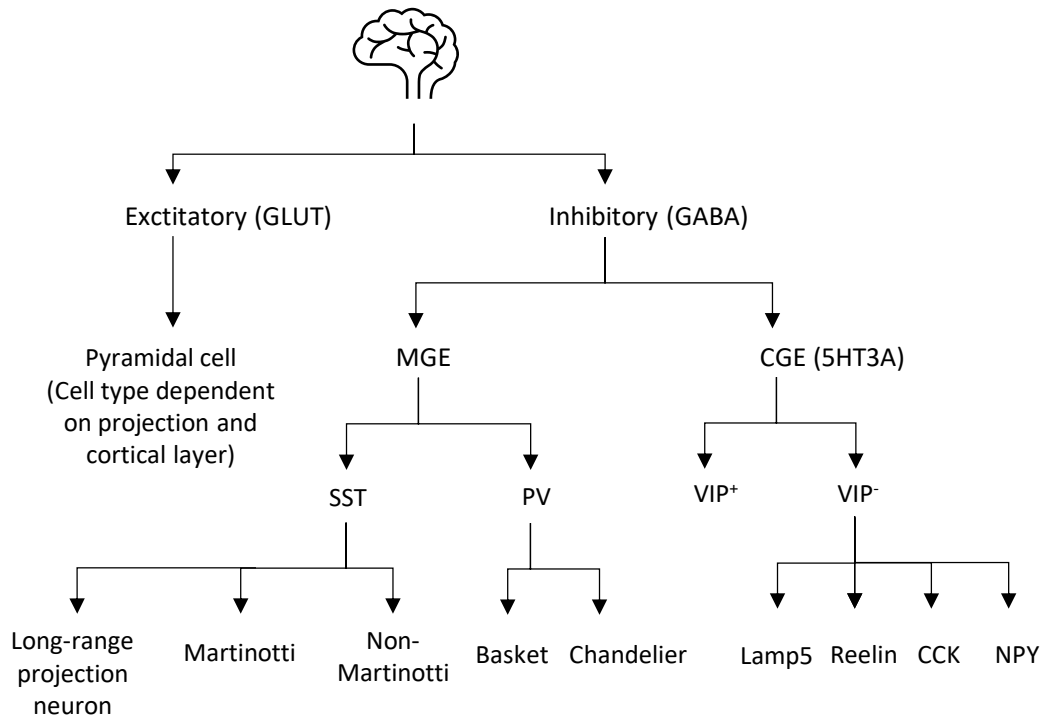 Exctitatory (GLUT)
Inhibitory (GABA)
Pyramidal cell
(Cell type dependent
on projection and
cortical layer)
MGE
CGE (5HT3A)
SST
PV
VIP⁺
VIP⁻
Long-range
projection
neuron
Martinotti
Non-
Martinotti
Basket
Chandelier
Lamp5
Reelin
CCK
NPY